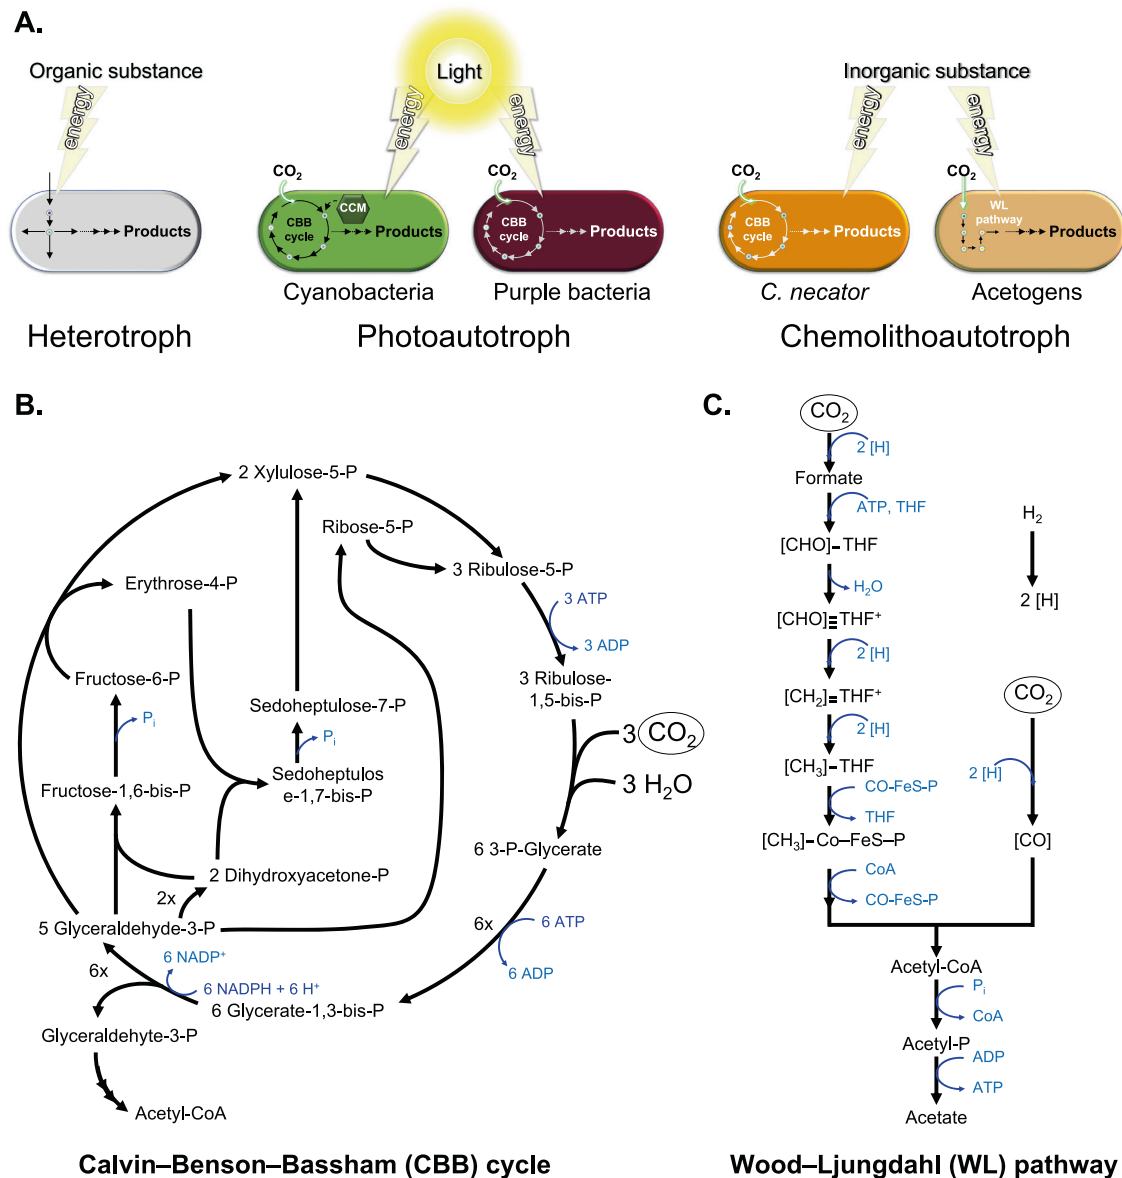 A.
Organic substance
energy
Products
Heterotroph
Light
energy
energy
CO₂
CBB
cycle
CCM
Products
Cyanobacteria
CO₂
CBB
cycle
Products
Purple bacteria
Photoautotroph
Inorganic substance
energy
energy
CO₂
CBB
cycle
Products
C. necator
CO₂
WL
pathway
Products
Acetogens
Chemolithoautotroph
B.
2 Xylulose-5-P
Ribose-5-P
3 Ribulose-5-P
Erythrose-4-P
3 ATP
3 ADP
Fructose-6-P
3 Ribulose-
1,5-bis-P
Sedoheptulose-7-P
Pᵢ
Pᵢ
3 CO₂
3 H₂O
Fructose-1,6-bis-P
Sedoheptulos
e-1,7-bis-P
6 3-P-Glycerate
2 Dihydroxyacetone-P
2x
5 Glyceraldehyde-3-P
6x
6 ATP
6 ADP
6x
6 NADP⁺
6 NADPH + 6 H⁺
6 Glycerate-1,3-bis-P
Glyceraldehyte-3-P
Acetyl-CoA
Calvin–Benson–Bassham (CBB) cycle
C.
CO₂
2 [H]
Formate
ATP, THF
[CHO]–THF
H₂O
[CHO]≡THF⁺
2 [H]
[CH₂]=THF⁺
2 [H]
[CH₃]–THF
CO-FeS-P
THF
[CH₃]–Co–FeS–P
CoA
CO-FeS-P
H₂
2 [H]
CO₂
2 [H]
[CO]
Acetyl-CoA
Pᵢ
CoA
Acetyl-P
ADP
ATP
Acetate
Wood–Ljungdahl (WL) pathway